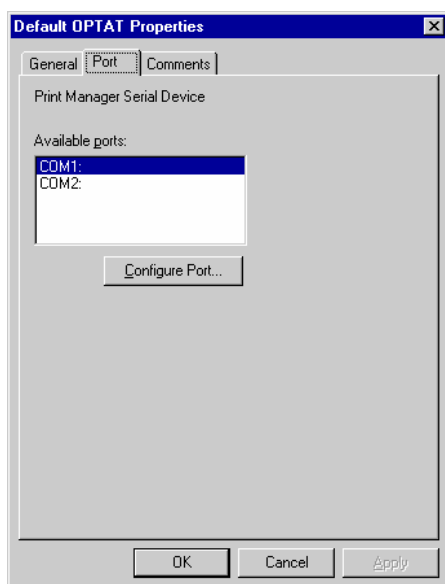 Default OPTAT Properties
General Port Comments
Print Manager Serial Device
Available ports:
COM1:
COM2:
Configure Port...
OK Cancel Apply